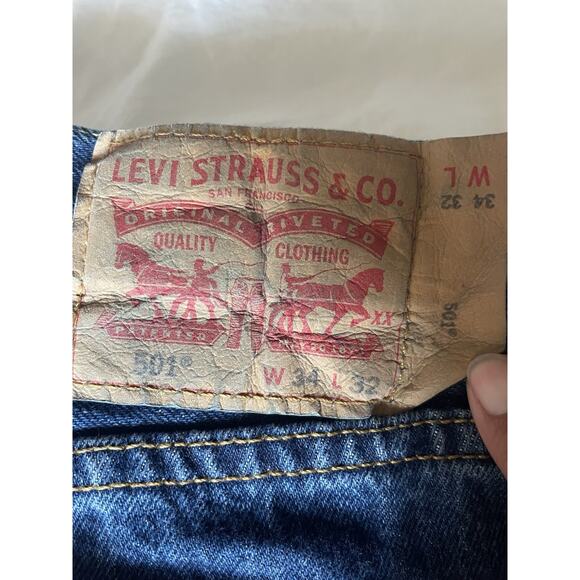 LEVI STRAUSS & CO.
SAN FRANCISCO
ORIGINAL RIVETED
QUALITY CLOTHING
XX
501®
W 34 L 32
W L
34 32
501®